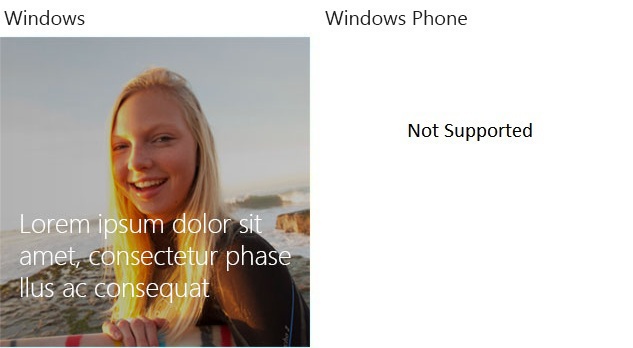 Windows
Windows Phone
Not Supported
Lorem ipsum dolor sit
amet, consectetur phase
llus ac consequat